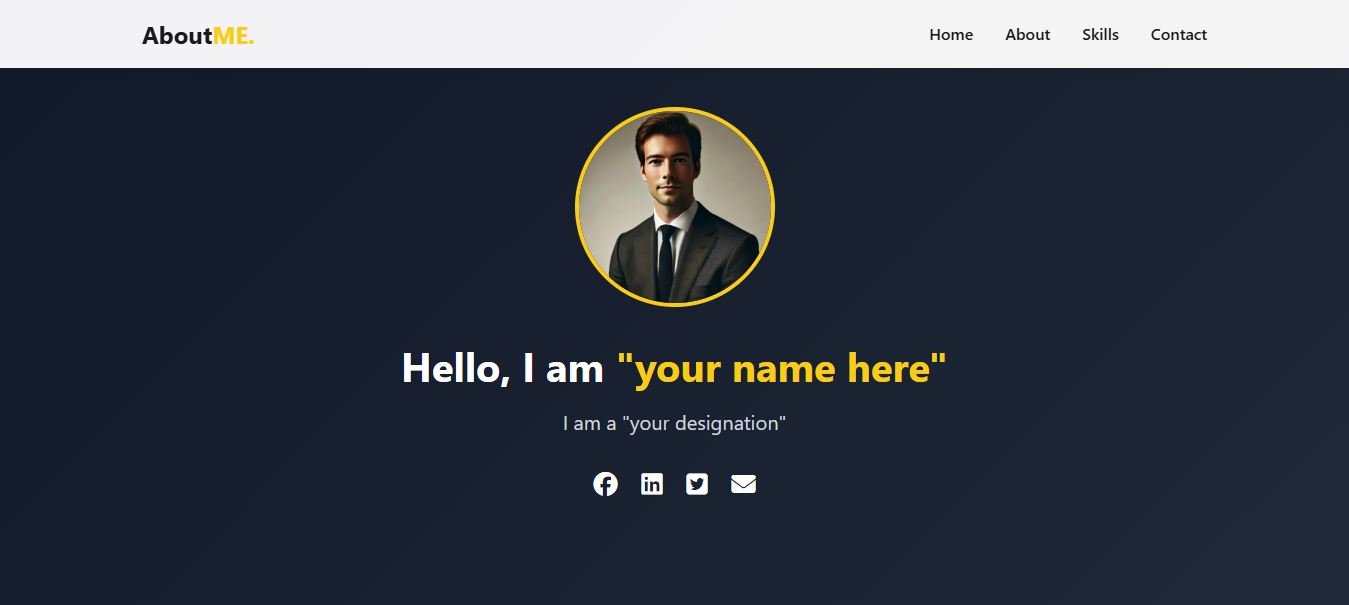 AboutME.
Home About Skills Contact
Hello, I am "your name here"
I am a "your designation"